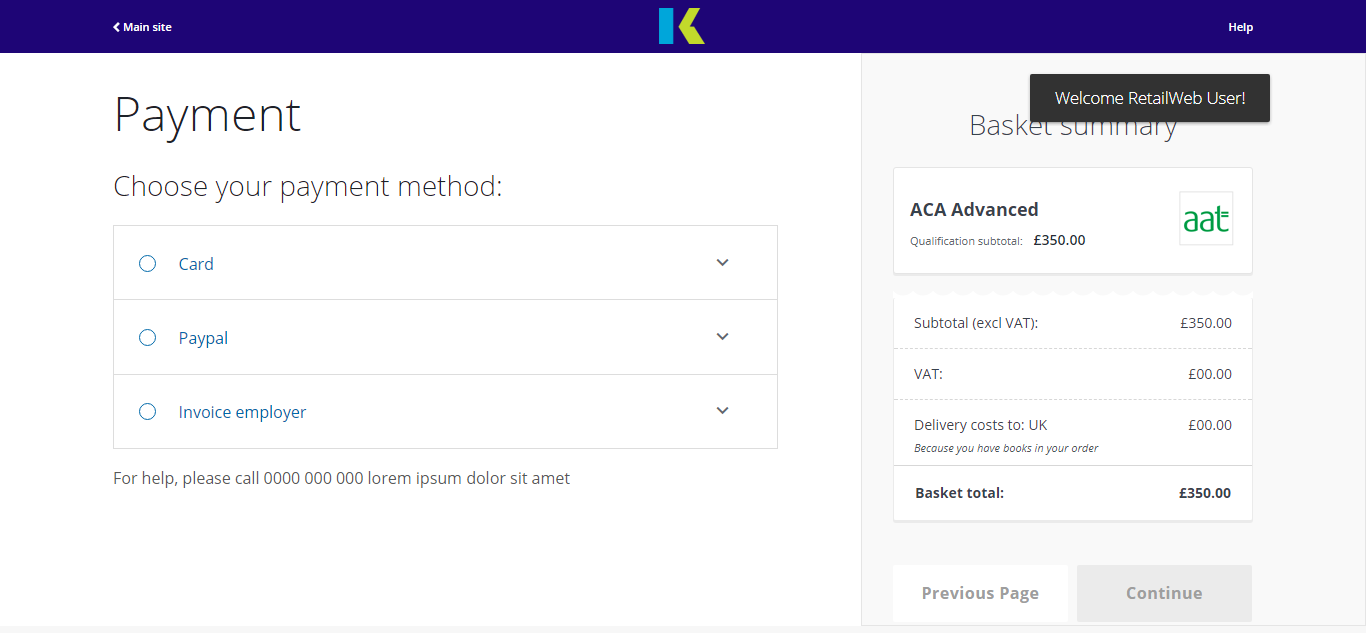 Main site
Help
Welcome RetailWeb User!
Payment
Basket summary
Choose your payment method:
ACA Advanced
aat
Qualification subtotal: £350.00
Card
Paypal
Invoice employer
For help, please call 0000 000 000 lorem ipsum dolor sit amet
Subtotal (excl VAT): £350.00
VAT: £00.00
Delivery costs to: UK £00.00
Because you have books in your order
Basket total: £350.00
Previous Page
Continue